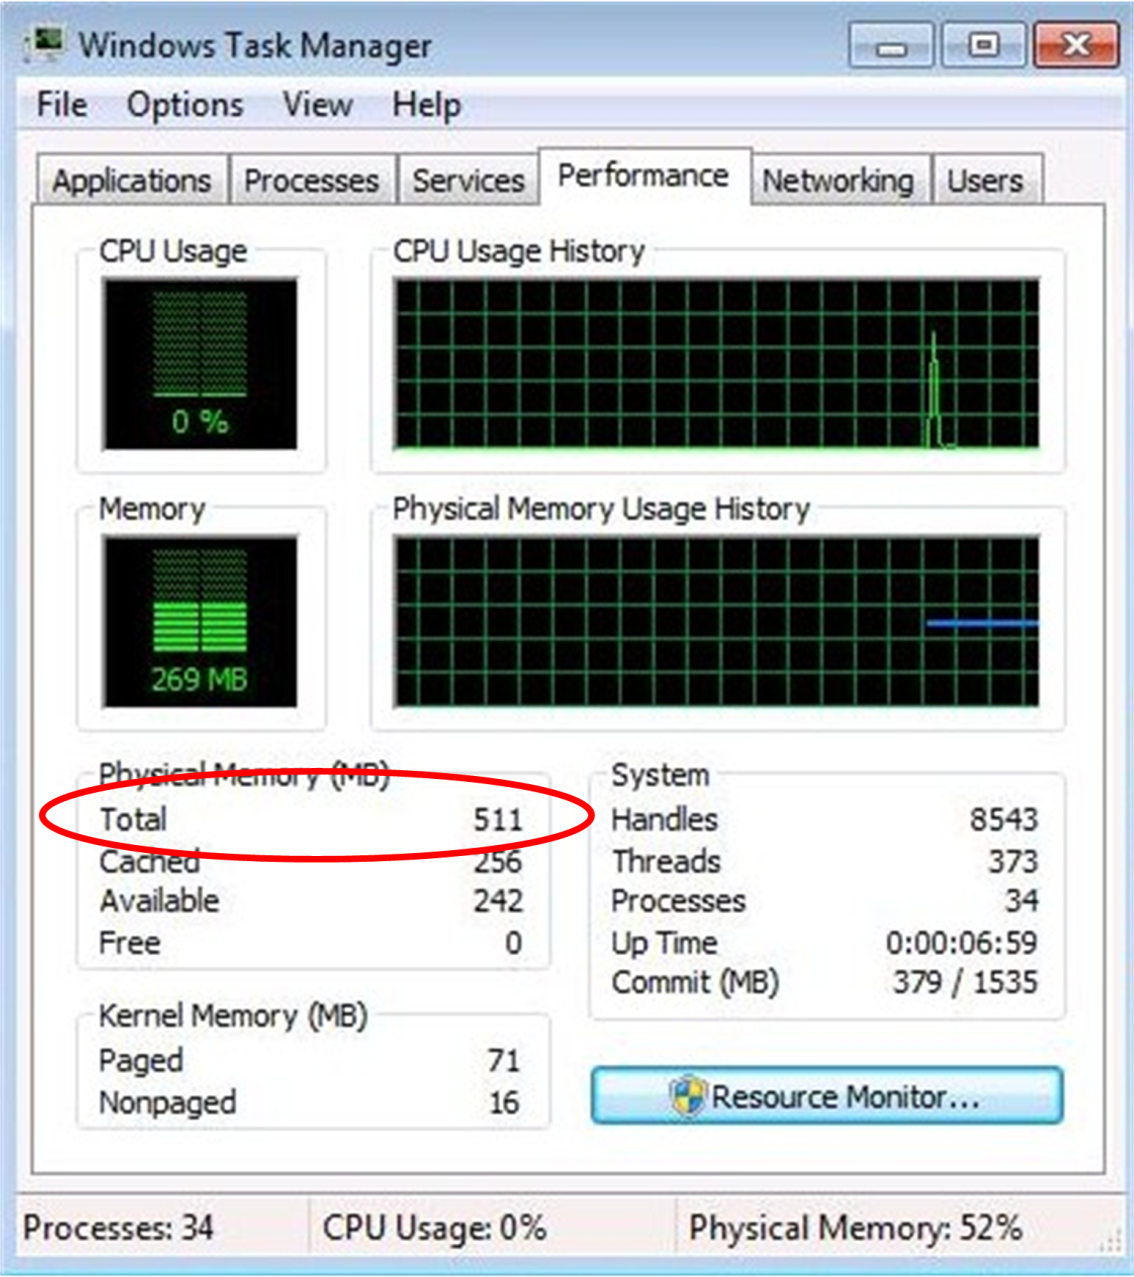 Windows Task Manager
File Options View Help
Applications Processes Services Performance Networking Users
CPU Usage
CPU Usage History
0 %
Memory
Physical Memory Usage History
269 MB
Physical Memory (MB)
Total 511
Cached 256
Available 242
Free 0
System
Handles 8543
Threads 373
Processes 34
Up Time 0:00:06:59
Commit (MB) 379 / 1535
Kernel Memory (MB)
Paged 71
Nonpaged 16
Resource Monitor...
Processes: 34 CPU Usage: 0% Physical Memory: 52%